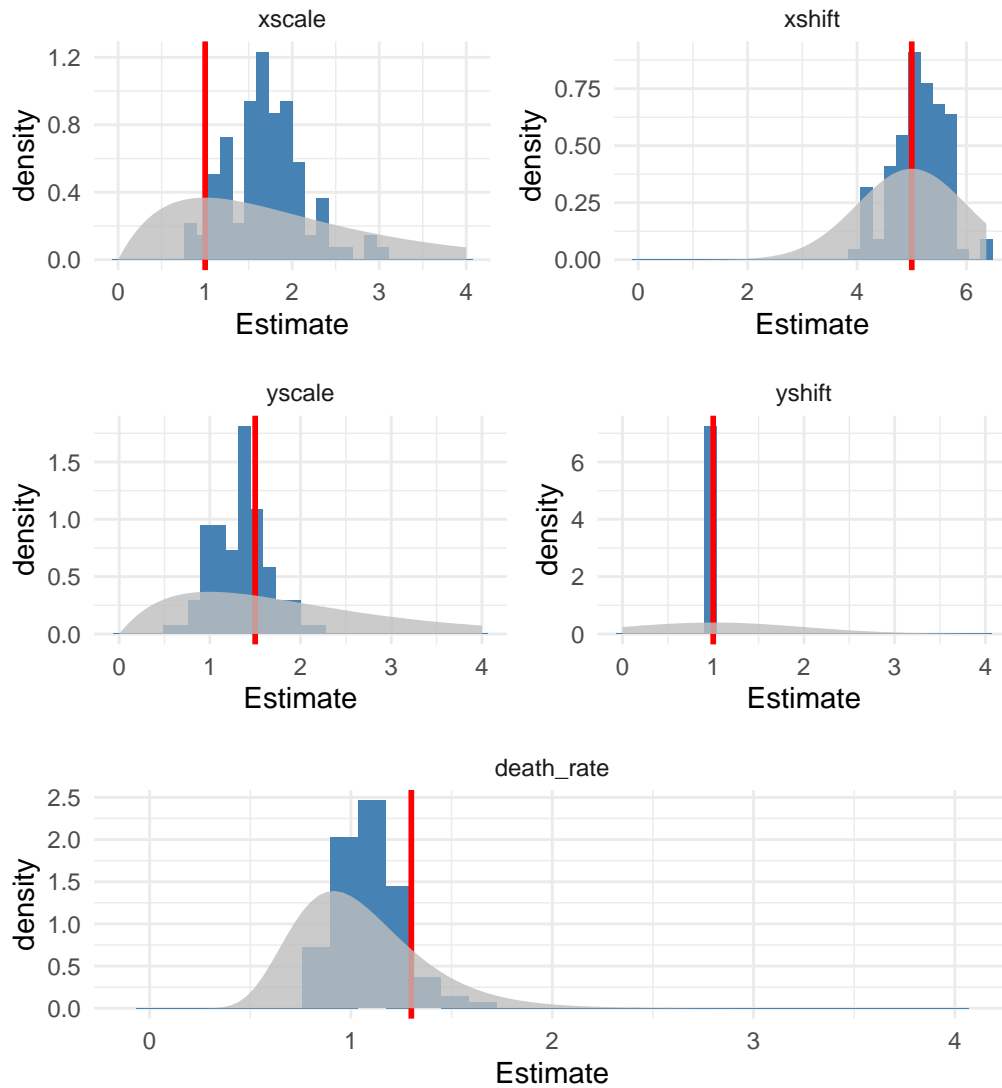 xscale
xshift
density
density
1.2
0.8
0.4
0.0
0.75
0.50
0.25
0.00
0 1 2 3 4
0 2 4 6
Estimate
Estimate
yscale
yshift
density
density
1.5
1.0
0.5
0.0
6
4
2
0
0 1 2 3 4
0 1 2 3 4
Estimate
Estimate
death_rate
density
2.5
2.0
1.5
1.0
0.5
0.0
0 1 2 3 4
Estimate